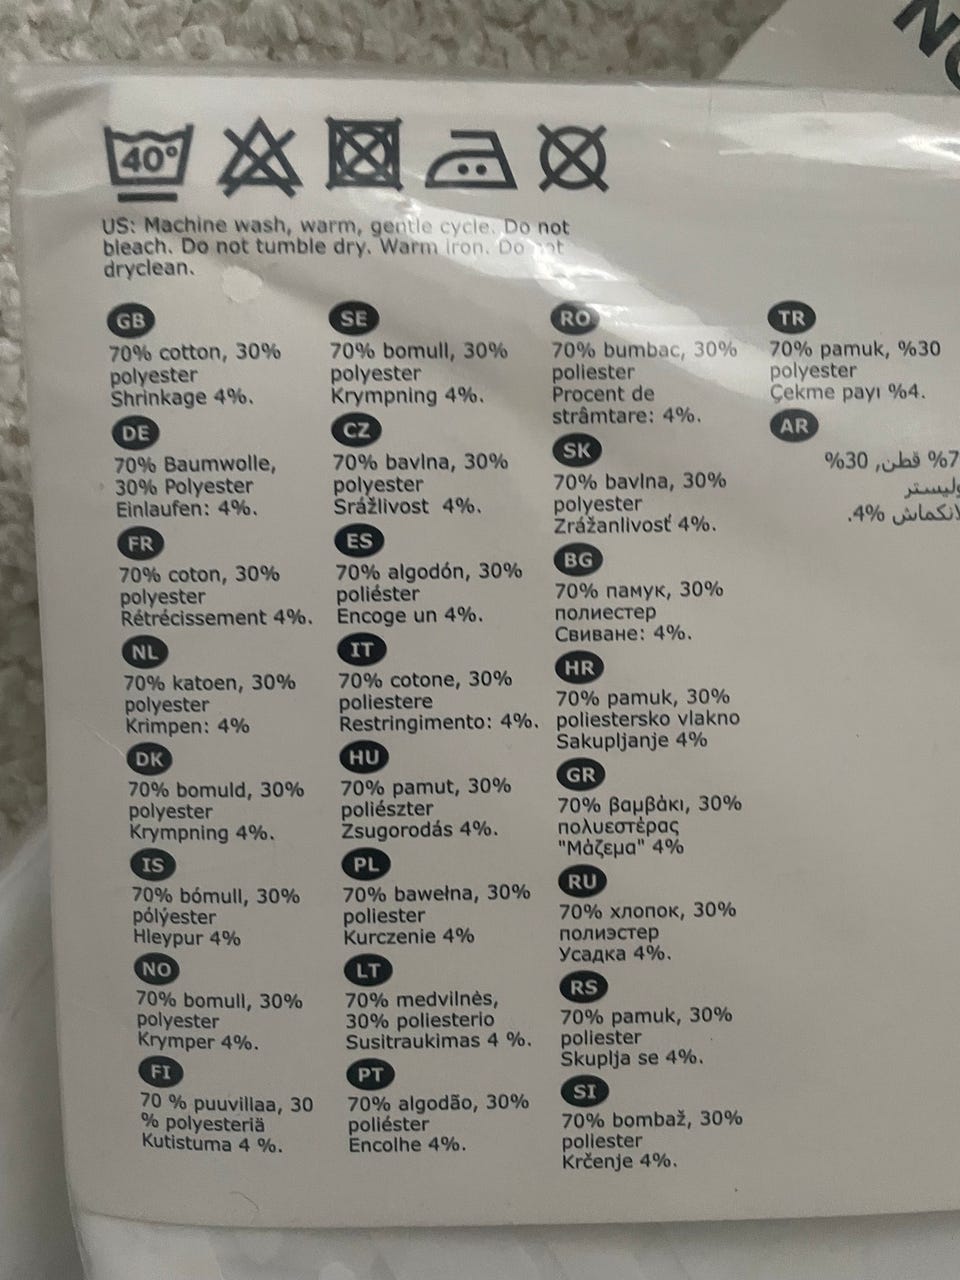 NO
40°
US: Machine wash, warm, gentle cycle. Do not
bleach. Do not tumble dry. Warm iron. Do not
dryclean.
GB
70% cotton, 30%
polyester
Shrinkage 4%.
DE
70% Baumwolle,
30% Polyester
Einlaufen: 4%.
FR
70% coton, 30%
polyester
Rétrécissement 4%.
NL
70% katoen, 30%
polyester
Krimpen: 4%
DK
70% bomuld, 30%
polyester
Krympning 4%.
IS
70% bómull, 30%
pólýester
Hleypur 4%
NO
70% bomull, 30%
polyester
Krymper 4%.
FI
70 % puuvillaa, 30
% polyesteriä
Kutistuma 4 %.
SE
70% bomull, 30%
polyester
Krympning 4%.
CZ
70% bavlna, 30%
polyester
Srážlivost 4%.
ES
70% algodón, 30%
poliéster
Encoge un 4%.
IT
70% cotone, 30%
poliestere
Restringimento: 4%.
HU
70% pamut, 30%
poliészter
Zsugorodás 4%.
PL
70% bawełna, 30%
poliester
Kurczenie 4%
LT
70% medvilnės,
30% poliesterio
Susitraukimas 4 %.
PT
70% algodão, 30%
poliéster
Encolhe 4%.
RO
70% bumbac, 30%
poliester
Procent de
strâmtare: 4%.
SK
70% bavlna, 30%
polyester
Zrážanlivosť 4%.
BG
70% памук, 30%
полиестер
Свиване: 4%.
HR
70% pamuk, 30%
poliestersko vlakno
Sakupljanje 4%
GR
70% βαμβάκι, 30%
πολυεστέρας
"Μάζεμα" 4%
RU
70% хлопок, 30%
полиэстер
Усадка 4%.
RS
70% pamuk, 30%
poliester
Skuplja se 4%.
SI
70% bombaž, 30%
poliester
Krčenje 4%.
TR
70% pamuk, %30
polyester
Çekme payı %4.
AR
قطن, 30%
4%.